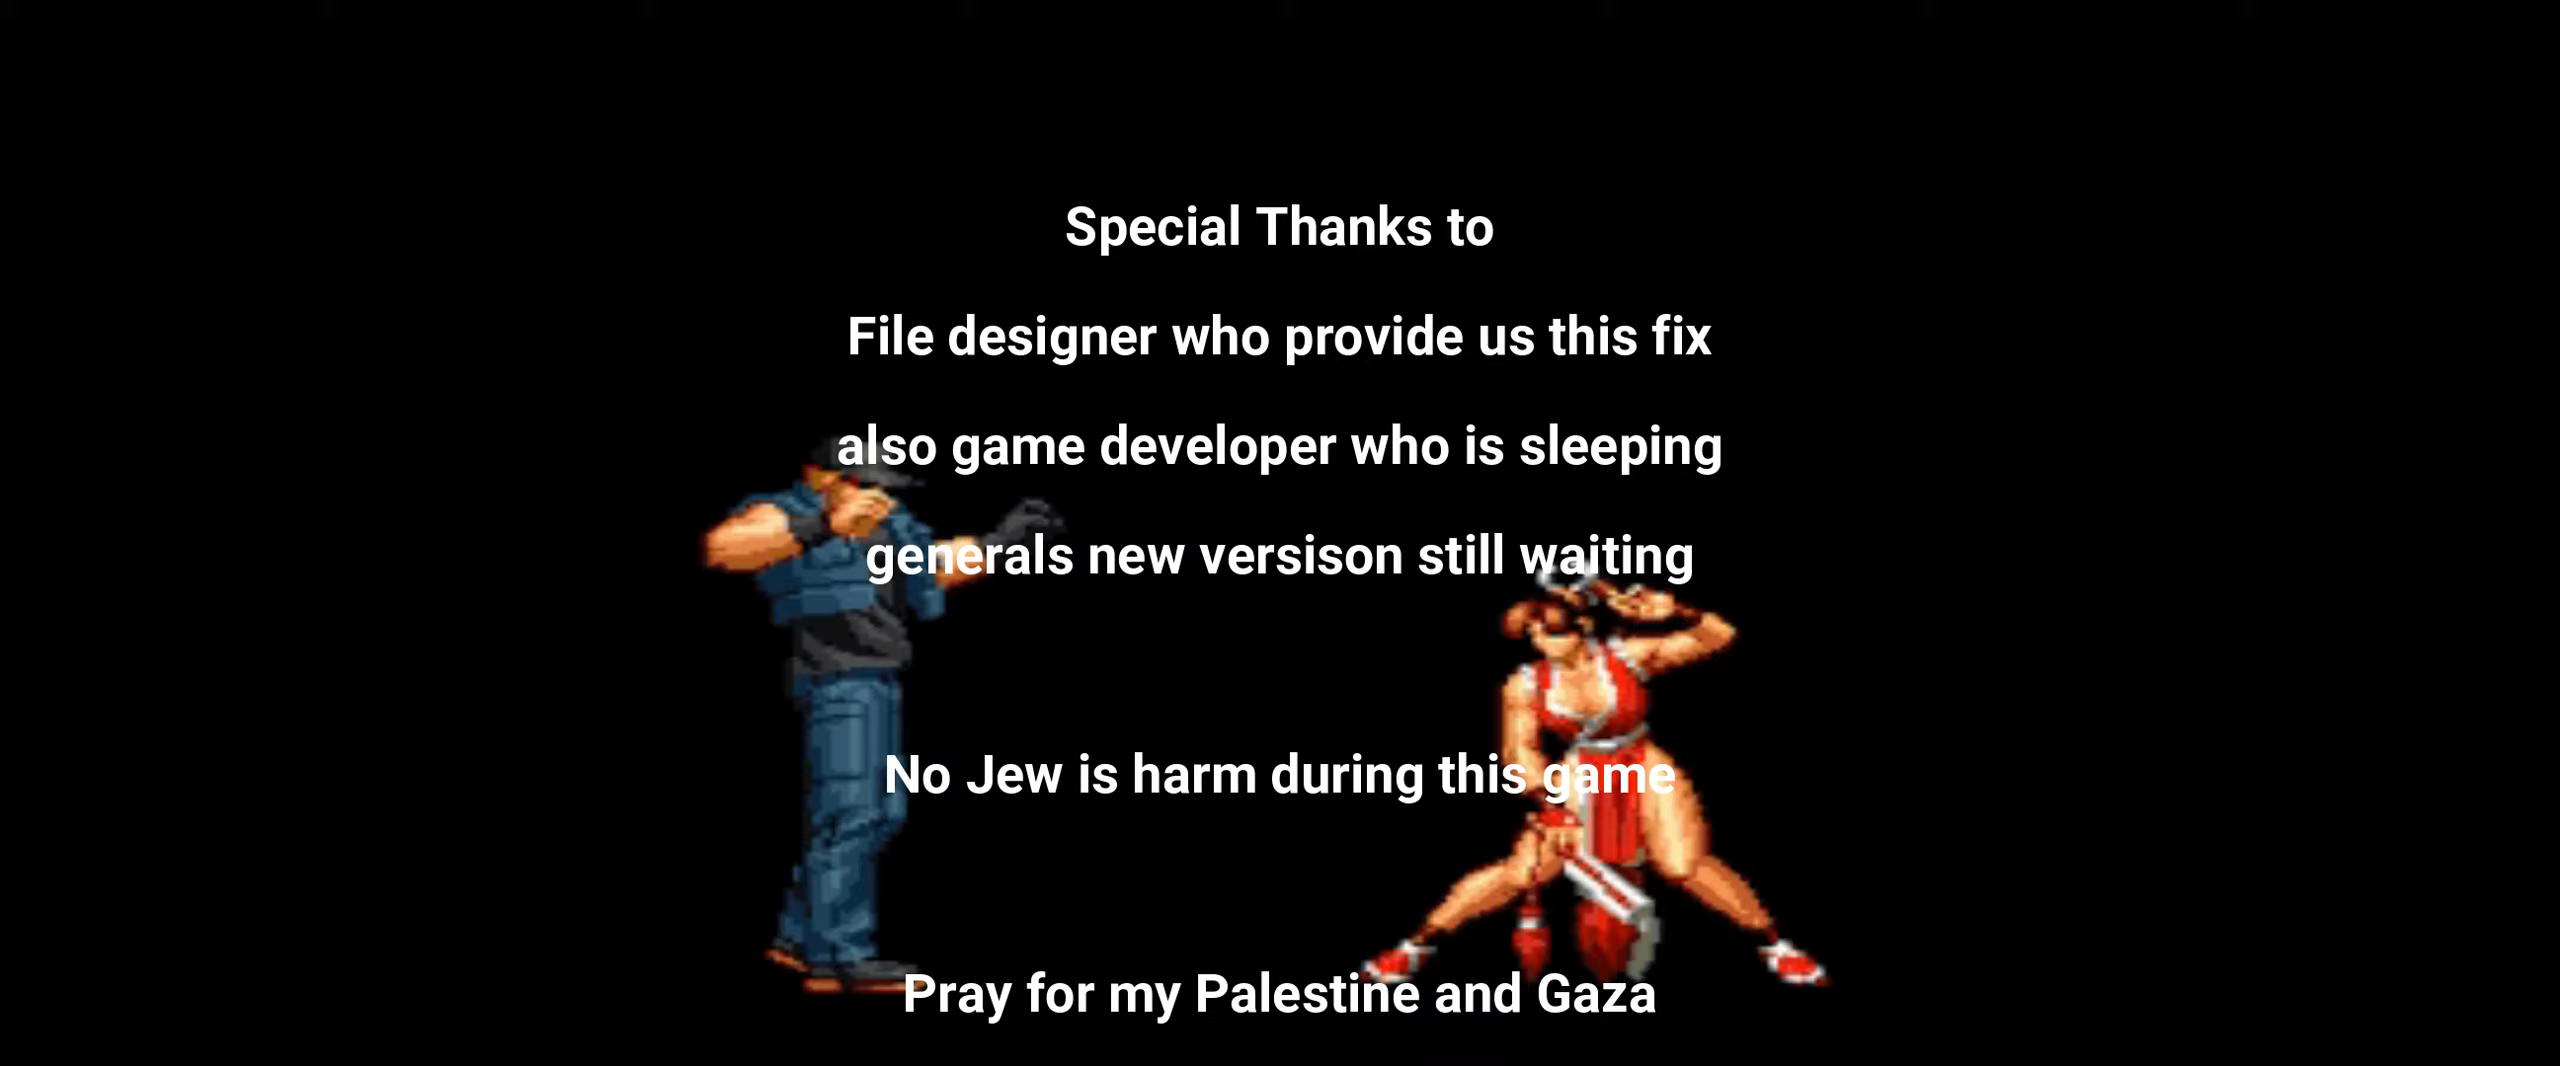 Special Thanks to
File designer who provide us this fix
also game developer who is sleeping
generals new versison still waiting
No Jew is harm during this game
Pray for my Palestine and Gaza